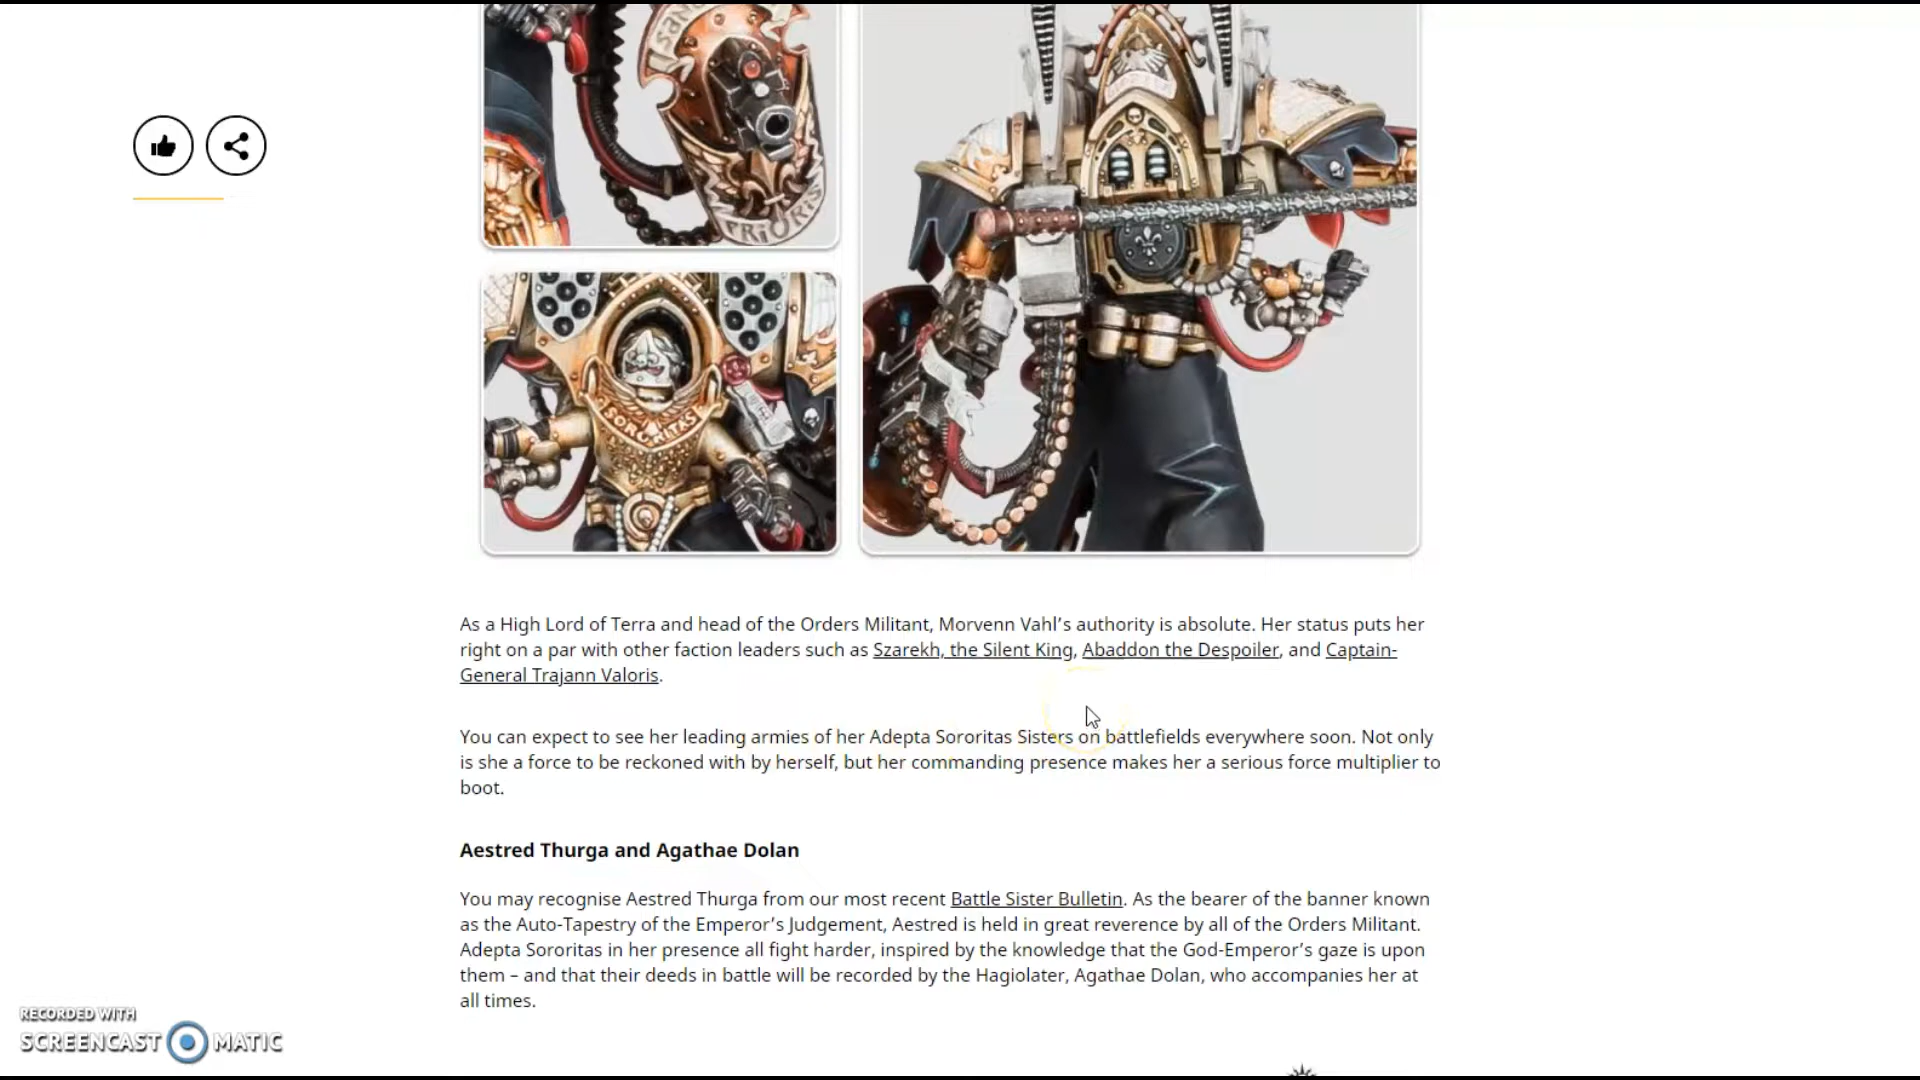 PRIORIS
SORORITAS
As a High Lord of Terra and head of the Orders Militant, Morvenn Vahl’s authority is absolute. Her status puts her
right on a par with other faction leaders such as Szarekh, the Silent King, Abaddon the Despoiler, and Captain-
General Trajann Valoris.
You can expect to see her leading armies of her Adepta Sororitas Sisters on battlefields everywhere soon. Not only
is she a force to be reckoned with by herself, but her commanding presence makes her a serious force multiplier to
boot.
Aestred Thurga and Agathae Dolan
You may recognise Aestred Thurga from our most recent Battle Sister Bulletin. As the bearer of the banner known
as the Auto-Tapestry of the Emperor’s Judgement, Aestred is held in great reverence by all of the Orders Militant.
Adepta Sororitas in her presence all fight harder, inspired by the knowledge that the God-Emperor’s gaze is upon
them – and that their deeds in battle will be recorded by the Hagiolater, Agathae Dolan, who accompanies her at
all times.
RECORDED WITH
SCREENCAST MATIC